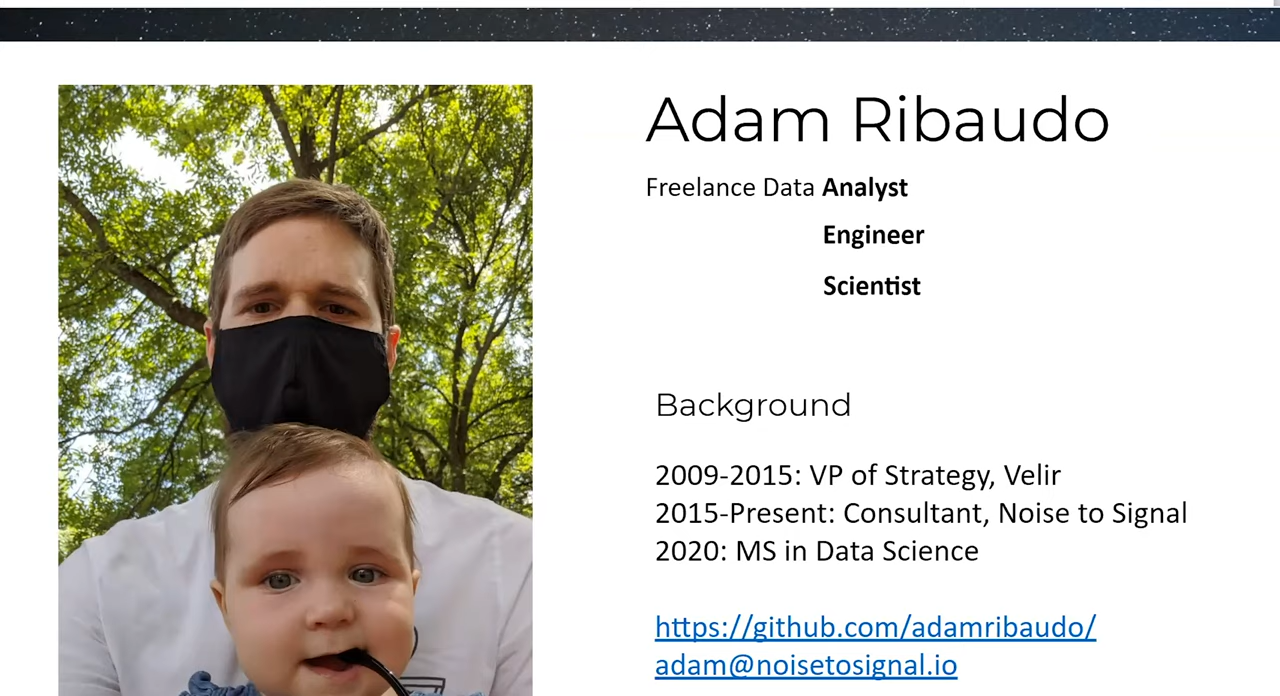 Adam Ribaudo
Freelance Data Analyst
Engineer
Scientist
Background
2009-2015: VP of Strategy, Velir
2015-Present: Consultant, Noise to Signal
2020: MS in Data Science
https://github.com/adamribaudo/
adam@noisetosignal.io